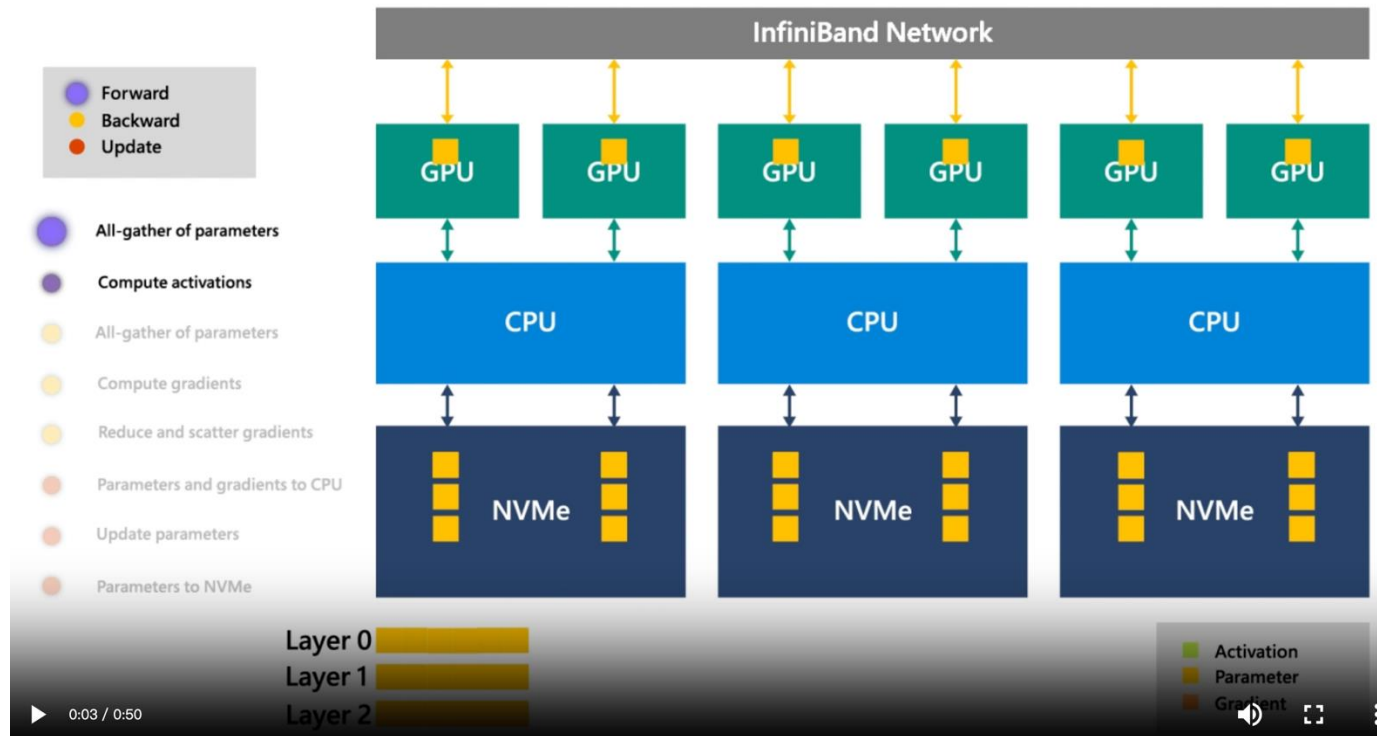 InfiniBand Network
Forward
Backward
Update
GPU
GPU
GPU
GPU
GPU
GPU
All-gather of parameters
Compute activations
All-gather of parameters
Compute gradients
Reduce and scatter gradients
Parameters and gradients to CPU
Update parameters
Parameters to NVMe
CPU
CPU
CPU
NVMe
NVMe
NVMe
Layer 0
Layer 1
Layer 2
Activation
Parameter
Gradient
0:03 / 0:50